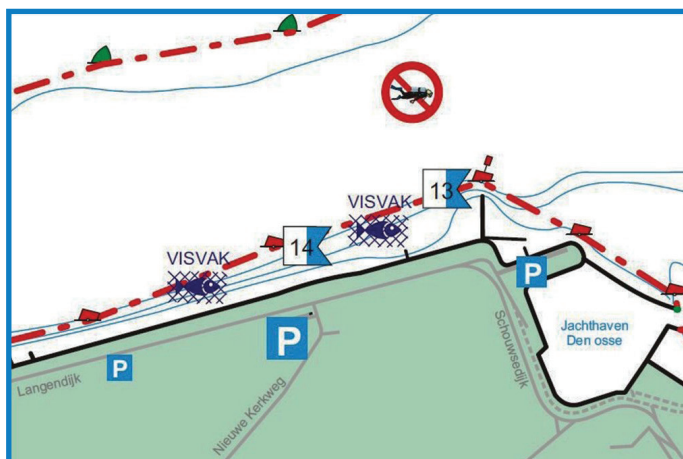 13
VISVAK
14
VISVAK
P
Jachthaven
Den osse
P
P
Langendijk
Nieuwe Kerkweg
Schouwsedijk